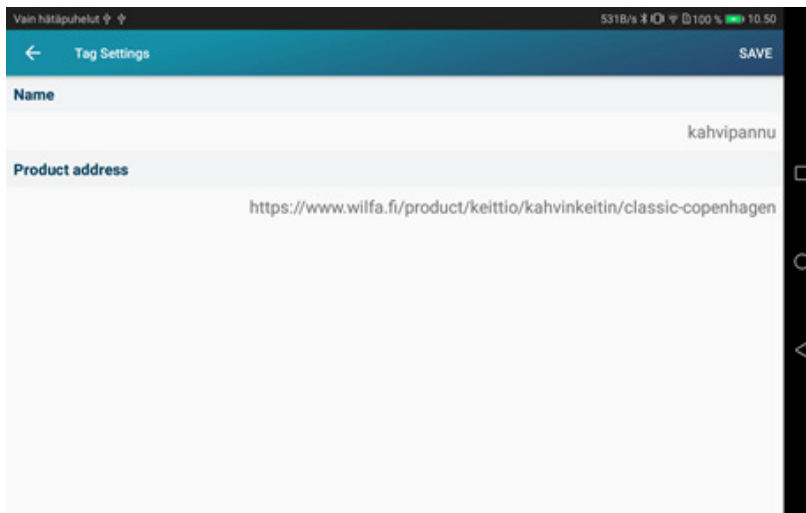 Vain hätäpuhelut
531B/s 100 % 10.50
Tag Settings
SAVE
Name
kahvipannu
Product address
https://www.wilfa.fi/product/keittio/kahvinkeitin/classic-copenhagen